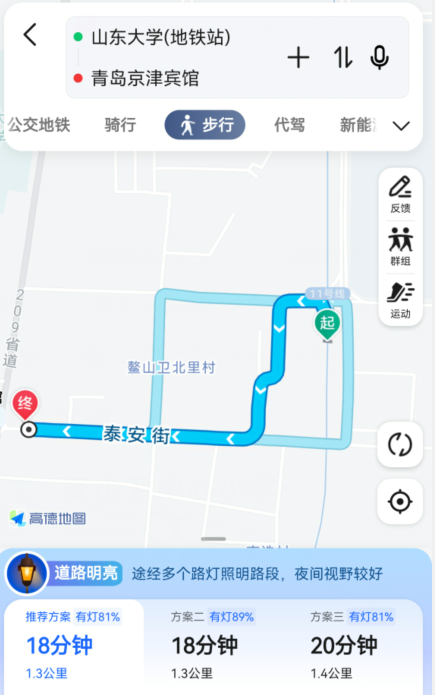 山东大学(地铁站)
青岛京津宾馆
公交地铁 骑行 步行 代驾 新能
反馈
群组
运动
11号线
起
209省道
鳌山卫北里村
终
泰安街
高德地图
道路明亮 途经多个路灯照明路段，夜间视野较好
推荐方案 有灯81% 方案二 有灯89% 方案三 有灯81%
18分钟 18分钟 20分钟
1.3公里 1.3公里 1.4公里